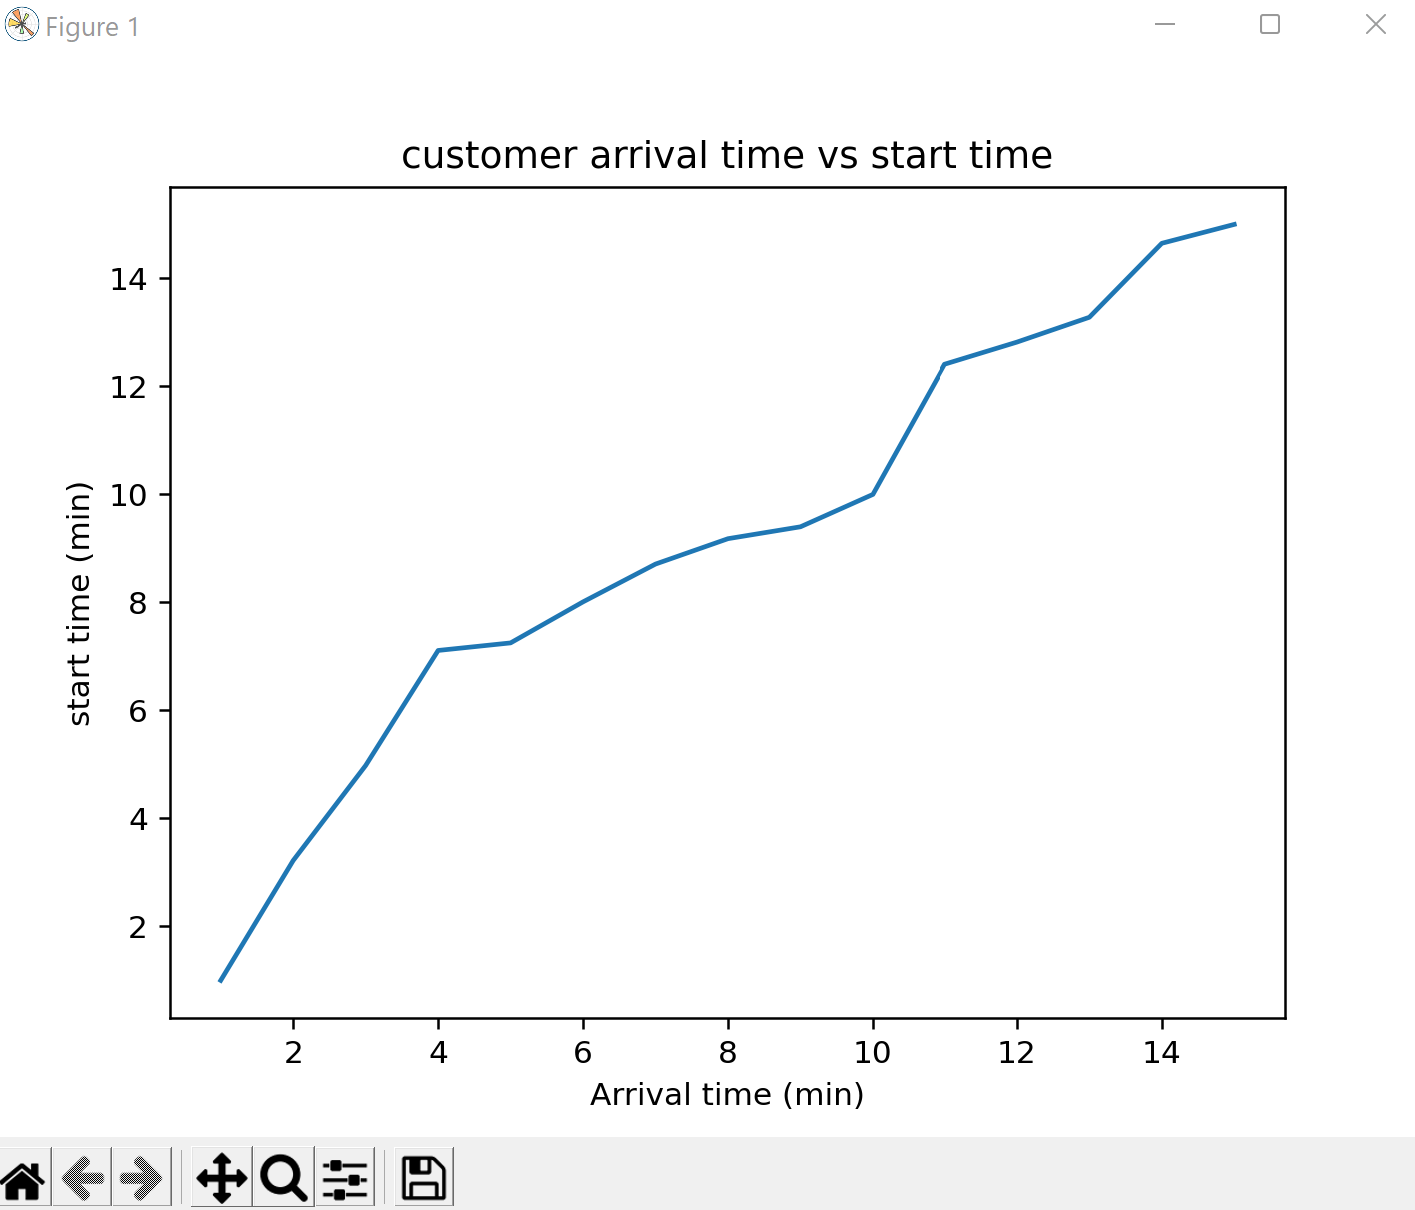 Figure 1
customer arrival time vs start time
14
12
10
8
6
4
2
start time (min)
2 4 6 8 10 12 14
Arrival time (min)